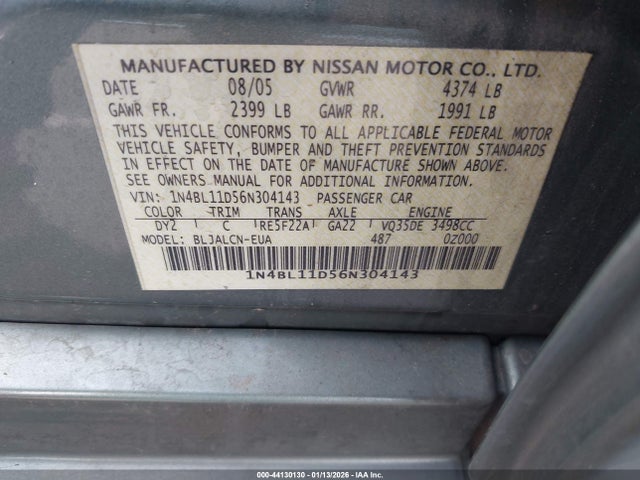 MANUFACTURED BY NISSAN MOTOR CO., LTD.
DATE 08/05 GVWR 4374 LB
GAWR FR. 2399 LB GAWR RR. 1991 LB
THIS VEHICLE CONFORMS TO ALL APPLICABLE FEDERAL MOTOR
VEHICLE SAFETY, BUMPER AND THEFT PREVENTION STANDARDS
IN EFFECT ON THE DATE OF MANUFACTURE SHOWN ABOVE.
SEE OWNERS MANUAL FOR ADDITIONAL INFORMATION.
VIN: 1N4BL11D56N304143 PASSENGER CAR
COLOR TRIM TRANS AXLE ENGINE
DY2 C RE5F22A GA22 VQ35DE 3498CC
MODEL: BLJALCN-EUA 487 0Z000
1N4BL11D56N304143
000-44130130 - 01/13/2026 - IAA Inc.